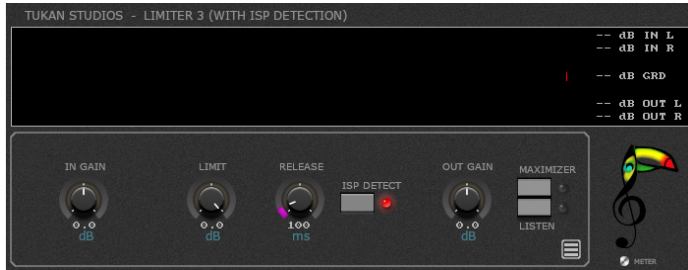 TUKAN STUDIOS - LIMITER 3 (WITH ISP DETECTION)
-- dB IN L
-- dB IN R
-- dB GRD
-- dB OUT L
-- dB OUT R
IN GAIN
0.0
dB
LIMIT
0.0
dB
RELEASE
100
ms
ISP DETECT
OUT GAIN
0.0
dB
MAXIMIZER
LISTEN
METER